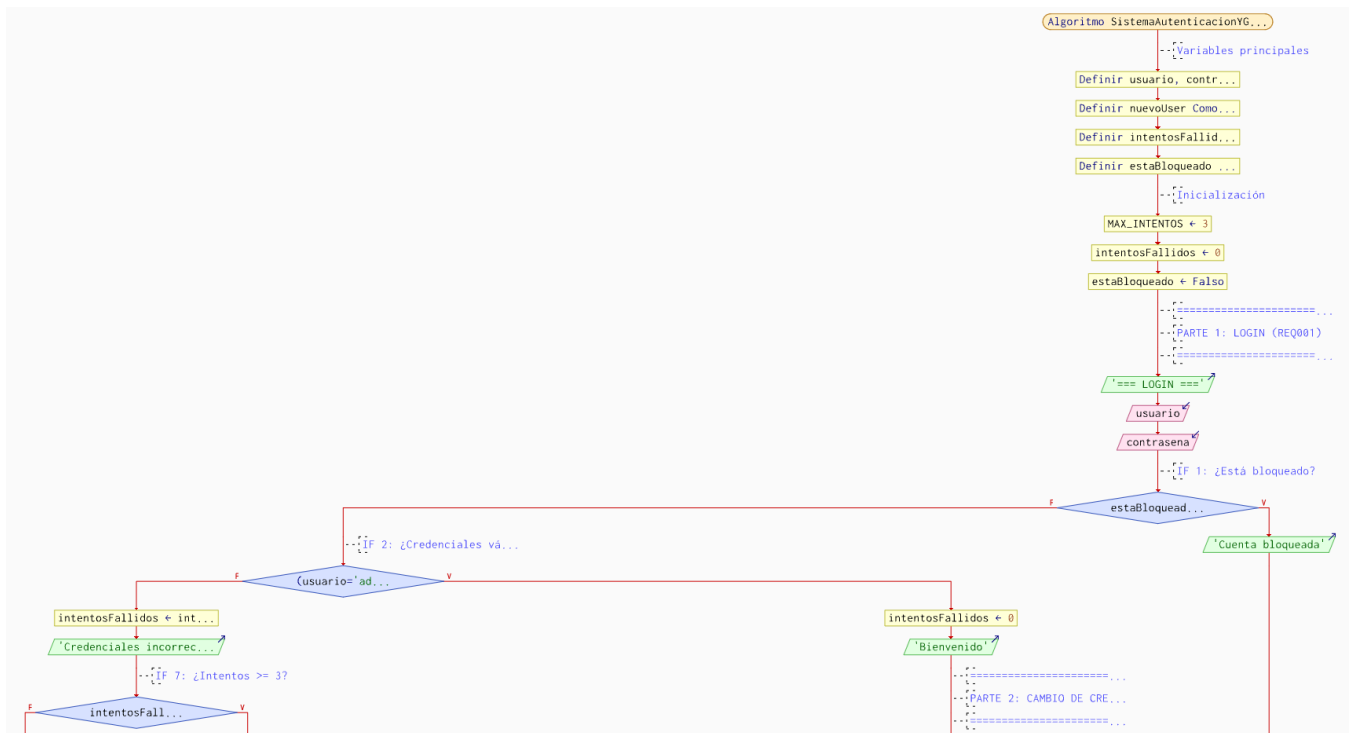 Algoritmo SistemaAutenticacionYG...
Variables principales
Definir usuario, contr...
Definir nuevoUser Como...
Definir intentosFallid...
Definir estaBloqueado ...
Inicialización
MAX_INTENTOS ← 3
intentosFallidos ← 0
estaBloqueado ← Falso
======================...
PARTE 1: LOGIN (REQ001)
======================...
'=== LOGIN ==='
usuario
contrasena
IF 1: ¿Está bloqueado?
F
estaBloquead...
V
'Cuenta bloqueada'
IF 2: ¿Credenciales vá...
F
(usuario='ad...
V
intentosFallidos ← int...
intentosFallidos ← 0
'Credenciales incorrec...
'Bienvenido'
IF 7: ¿Intentos >= 3?
======================...
PARTE 2: CAMBIO DE CRE...
======================...
F
intentosFall...
V